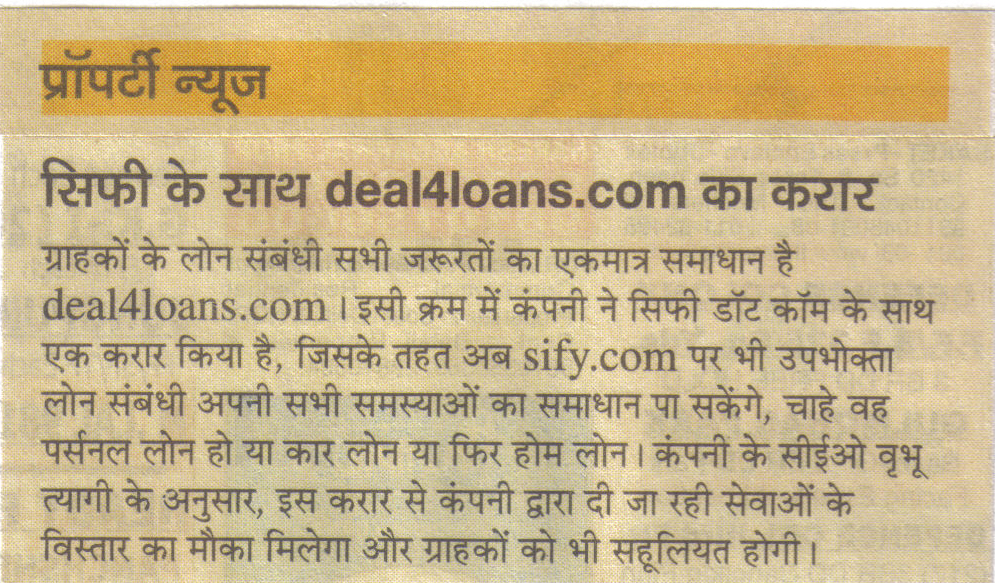 प्रॉपर्टी न्यूज
सिफी के साथ deal4loans.com का करार
ग्राहकों के लोन संबंधी सभी जरूरतों का एकमात्र समाधान है
deal4loans.com । इसी क्रम में कंपनी ने सिफी डॉट कॉम के साथ
एक करार किया है, जिसके तहत अब sify.com पर भी उपभोक्ता
लोन संबंधी अपनी सभी समस्याओं का समाधान पा सकेंगे, चाहे वह
पर्सनल लोन हो या कार लोन या फिर होम लोन। कंपनी के सीईओ वृभू
त्यागी के अनुसार, इस करार से कंपनी द्वारा दी जा रही सेवाओं के
विस्तार का मौका मिलेगा और ग्राहकों को भी सहूलियत होगी।